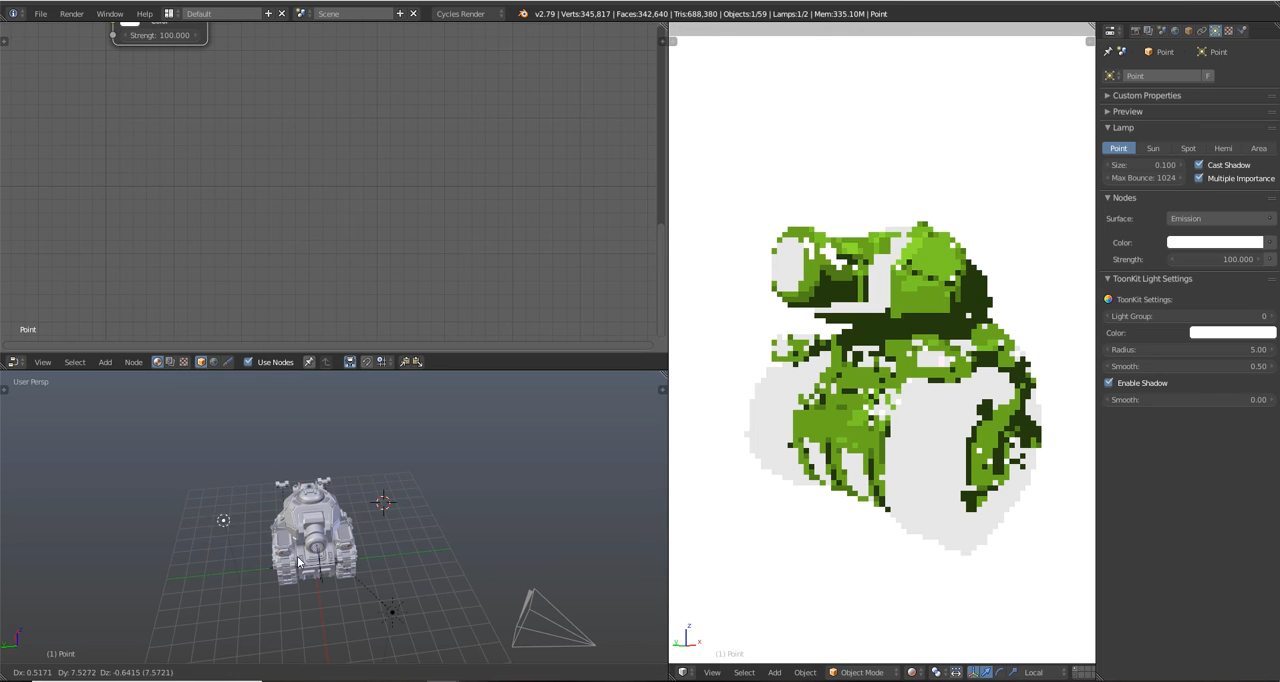 File Render Window Help Default Scene Cycles Render v2.79 | Verts:345,817 | Faces:342,640 | Tris:688,380 | Objects:1/59 | Lamps:1/2 | Mem:335.10M | Point
Strengt: 100.000
Point
View Select Add Node Use Nodes
User Persp
(1) Point
Dx: 0.5171 Dy: 7.5272 Dz: -0.6415 (7.5721)
z
y
x
(1) Point
View Select Add Object Object Mode Local
Point Point
Point F
Custom Properties
Preview
Lamp
Point Sun Spot Hemi Area
Size: 0.100 Cast Shadow
Max Bounce: 1024 Multiple Importance
Nodes
Surface: Emission
Color:
Strength: 100.000
ToonKit Light Settings
ToonKit Settings:
Light Group: 0
Color:
Radius: 5.00
Smooth: 0.50
Enable Shadow
Smooth: 0.00